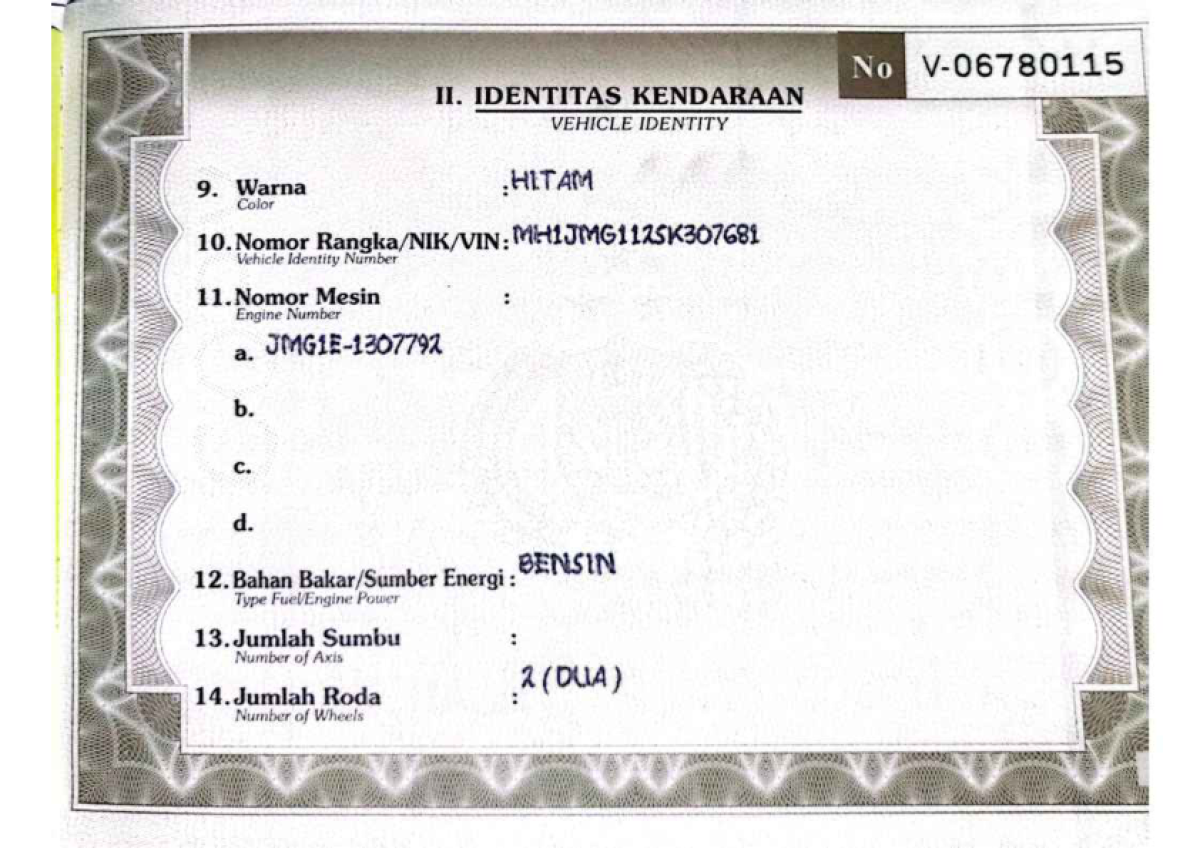 No V-06780115
II. IDENTITAS KENDARAAN
VEHICLE IDENTITY
9. Warna : HITAM
Color
10. Nomor Rangka/NIK/VIN: MH1JMG112SK307681
Vehicle Identity Number
11. Nomor Mesin :
Engine Number
a. JMG1E-1307792
b.
c.
d.
12. Bahan Bakar/Sumber Energi : BENSIN
Type Fuel/Engine Power
13. Jumlah Sumbu :
Number of Axis
14. Jumlah Roda : 2 (DUA)
Number of Wheels